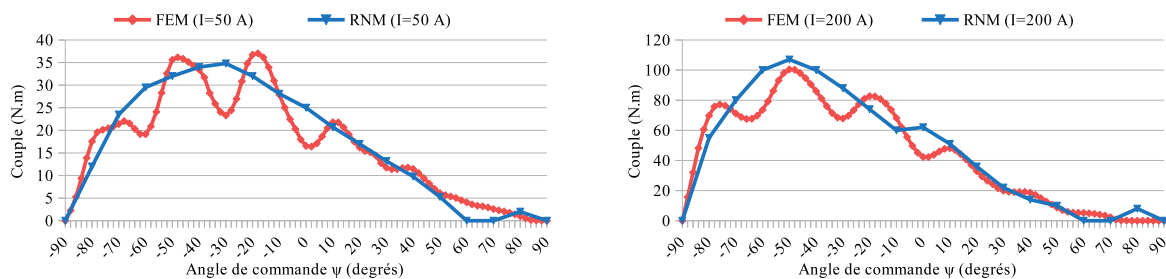 FEM (I=50 A) RNM (I=50 A)
40
35
30
25
20
15
10
5
0
Couple (N.m)
-90 -80 -70 -60 -50 -40 -30 -20 -10 0 10 20 30 40 50 60 70 80 90
Angle de commande ψ (degrés)
FEM (I=200 A) RNM (I=200 A)
120
100
80
60
40
20
0
Couple (N.m)
-90 -80 -70 -60 -50 -40 -30 -20 -10 0 10 20 30 40 50 60 70 80 90
Angle de commande ψ (degrés)